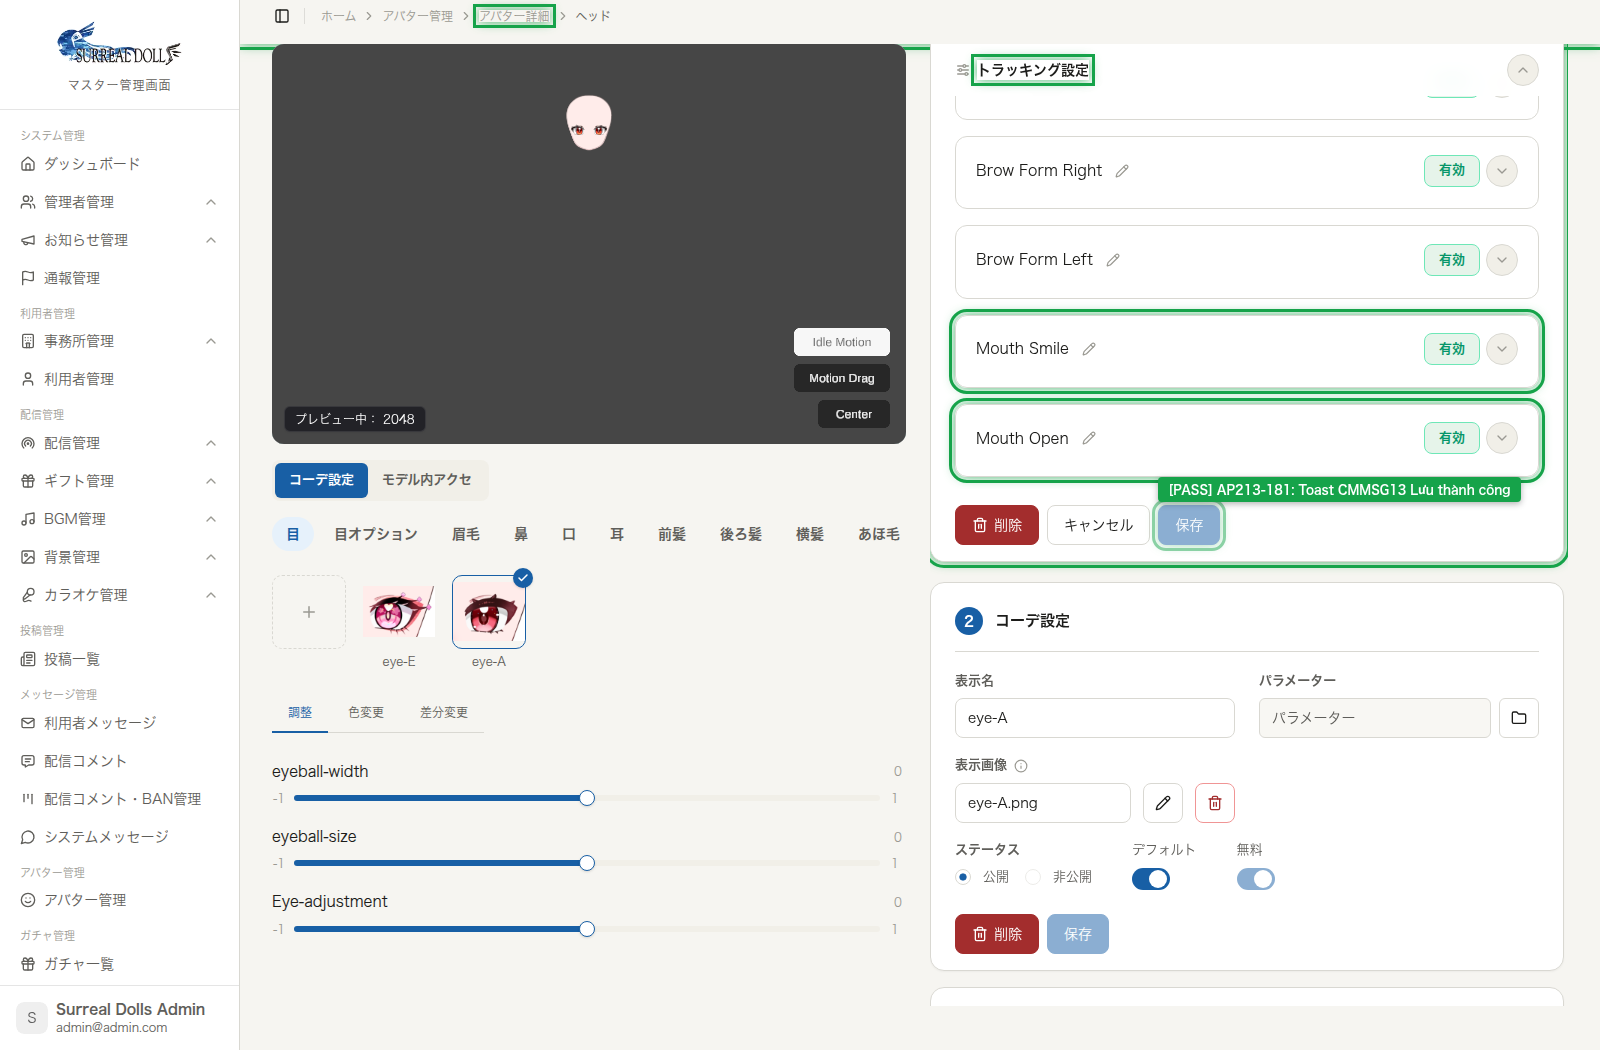 SURREAL DOLL
マスター管理画面
システム管理
ダッシュボード
管理者管理
お知らせ管理
通報管理
利用者管理
事務所管理
利用者管理
配信管理
配信管理
ギフト管理
BGM管理
背景管理
カラオケ管理
投稿管理
投稿一覧
メッセージ管理
利用者メッセージ
配信コメント
配信コメント・BAN管理
システムメッセージ
アバター管理
アバター管理
ガチャ管理
ガチャ一覧
S
Surreal Dolls Admin
admin@admin.com
ホーム
アバター管理
アバター詳細
ヘッド
Idle Motion
Motion Drag
Center
プレビュー中： 2048
コーデ設定
モデル内アクセ
目
目オプション
眉毛
鼻
口
耳
前髪
後ろ髪
横髪
あほ毛
eye-E
eye-A
調整
色変更
差分変更
eyeball-width
0
-1
1
eyeball-size
0
-1
1
Eye-adjustment
0
-1
1
トラッキング設定
Brow Form Right
有効
Brow Form Left
有効
Mouth Smile
有効
Mouth Open
有効
[PASS] AP213-181: Toast CMMSG13 Lưu thành công
削除
キャンセル
保存
2
コーデ設定
表示名
パラメーター
eye-A
パラメーター
表示画像
eye-A.png
ステータス
デフォルト
無料
公開
非公開
削除
保存